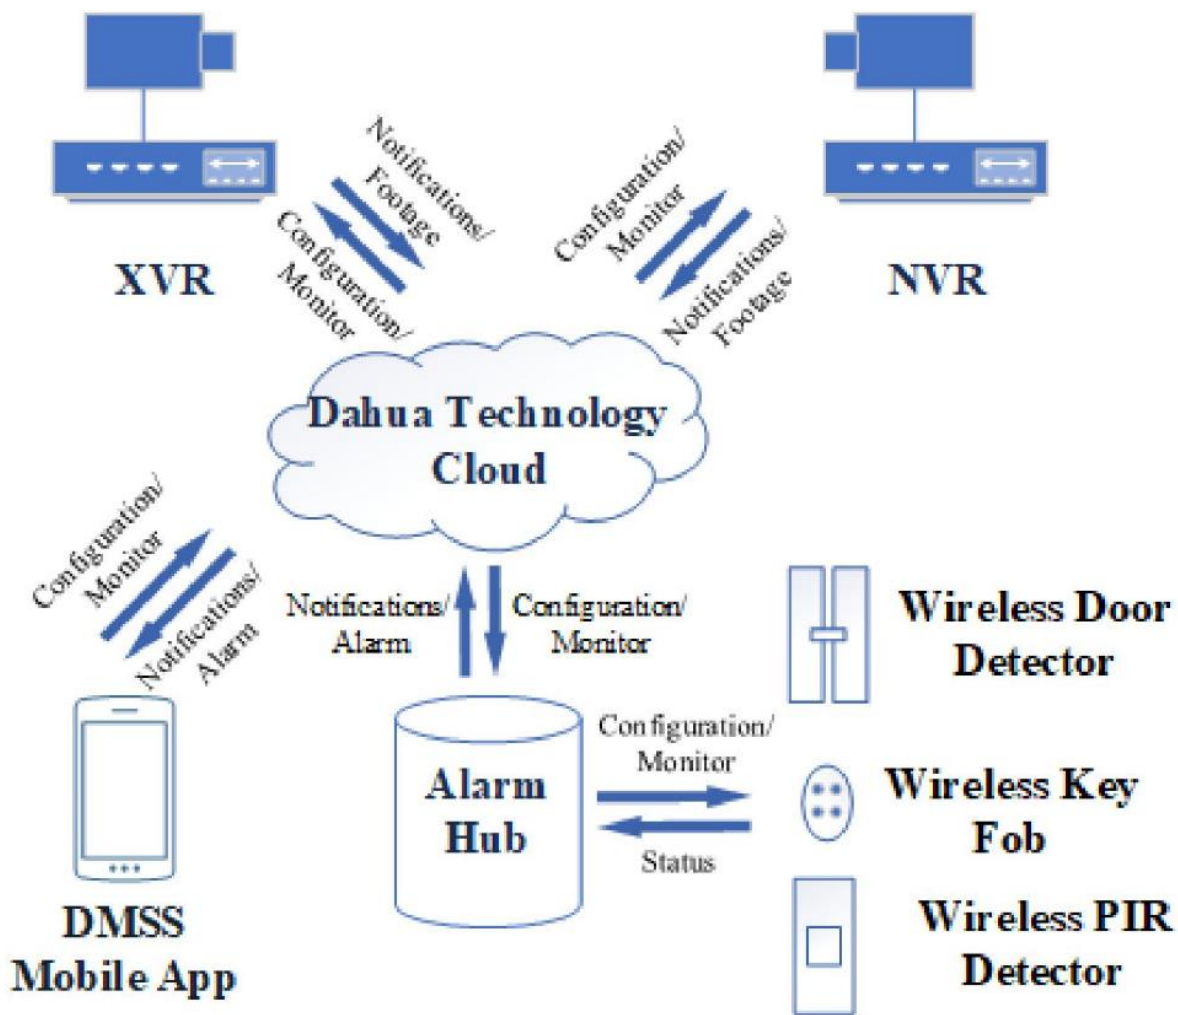 Notifications/
Footage
Configuration/
Monitor
XVR
Configuration/
Monitor
Notifications/
Footage
NVR
Dahua Technology
Cloud
Configuration/
Monitor
Notifications/
Alarm
Notifications/
Alarm
Configuration/
Monitor
Wireless Door
Detector
Alarm
Hub
Configuration/
Monitor
Status
Wireless Key
Fob
DMSS
Mobile App
Wireless PIR
Detector